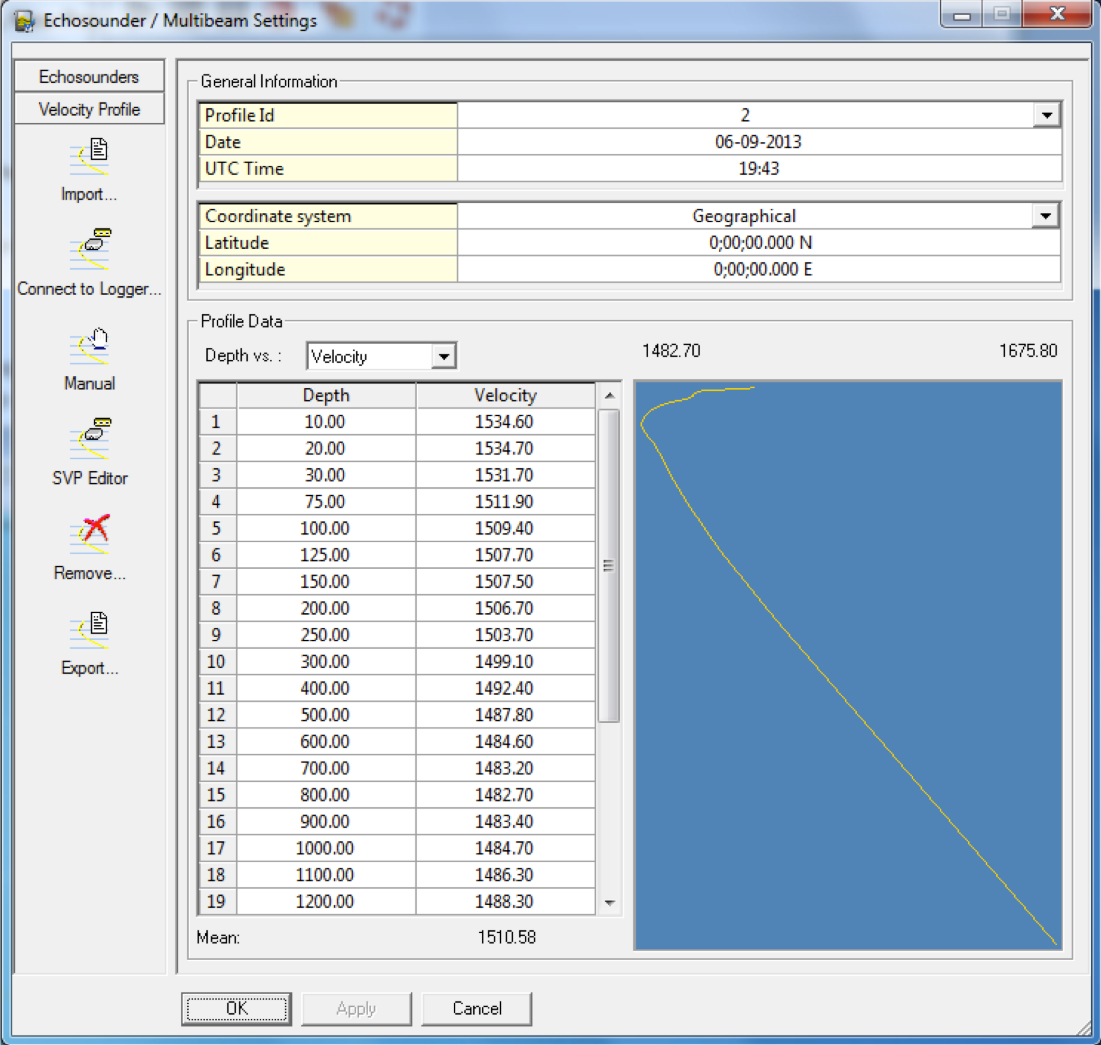 Echosounder / Multibeam Settings
Echosounders
Velocity Profile
Import...
Connect to Logger...
Manual
SVP Editor
Remove...
Export...
General Information
Profile Id 2
Date 06-09-2013
UTC Time 19:43
Coordinate system Geographical
Latitude 0;00;00.000 N
Longitude 0;00;00.000 E
Profile Data
Depth vs. : Velocity 1482.70 1675.80
Depth Velocity
1 10.00 1534.60
2 20.00 1534.70
3 30.00 1531.70
4 75.00 1511.90
5 100.00 1509.40
6 125.00 1507.70
7 150.00 1507.50
8 200.00 1506.70
9 250.00 1503.70
10 300.00 1499.10
11 400.00 1492.40
12 500.00 1487.80
13 600.00 1484.60
14 700.00 1483.20
15 800.00 1482.70
16 900.00 1483.40
17 1000.00 1484.70
18 1100.00 1486.30
19 1200.00 1488.30
Mean: 1510.58
OK Apply Cancel